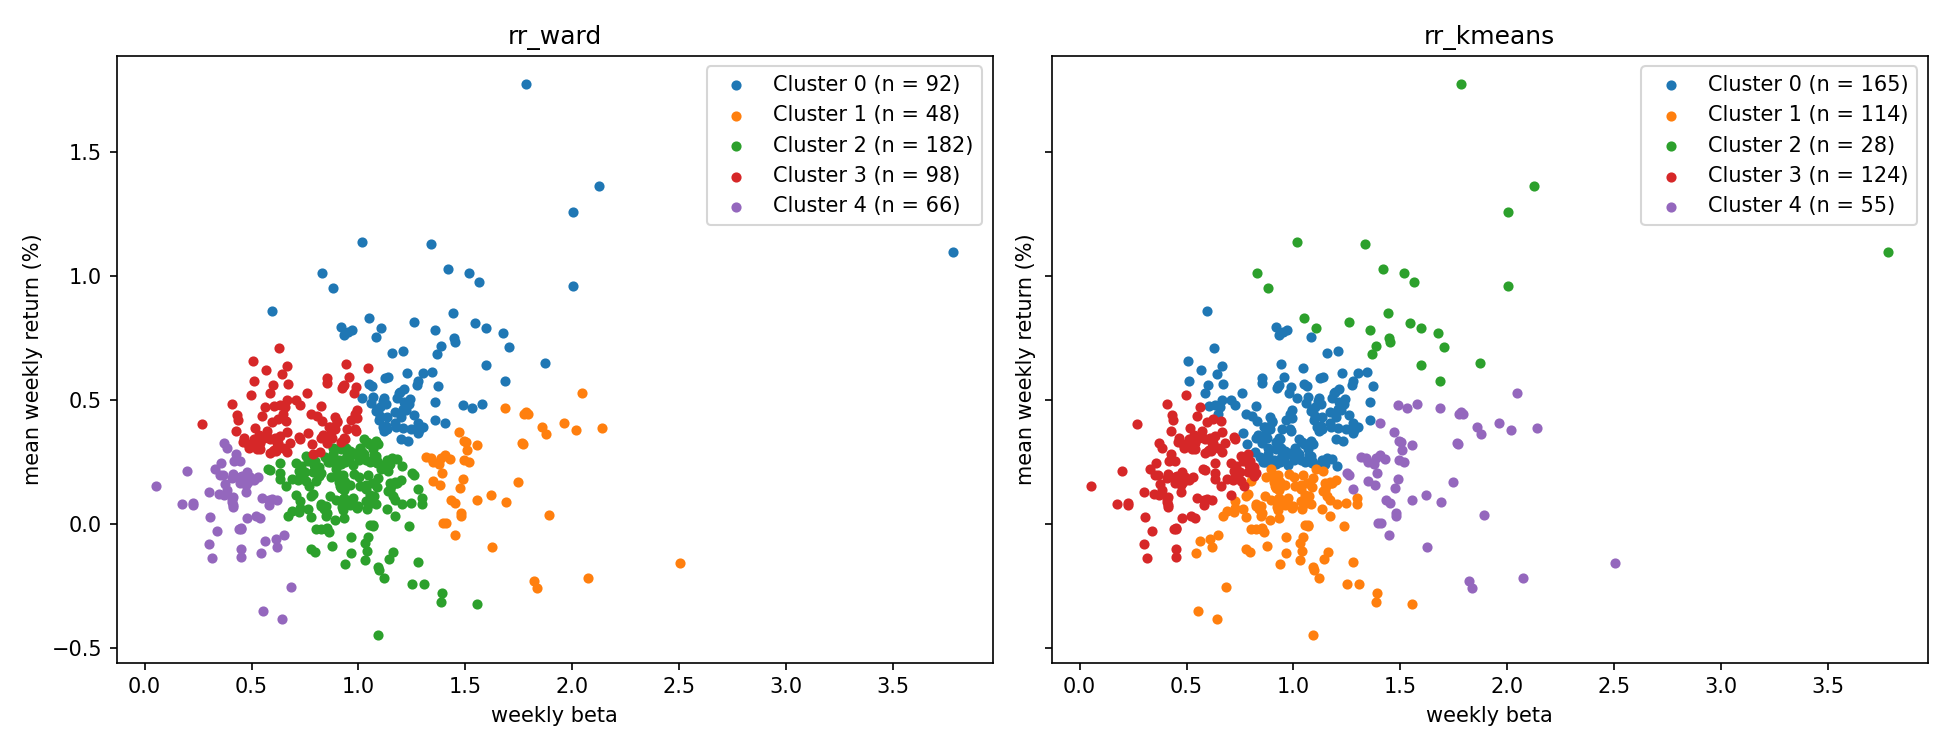 rr_ward
Cluster 0 (n = 92)
Cluster 1 (n = 48)
Cluster 2 (n = 182)
Cluster 3 (n = 98)
Cluster 4 (n = 66)
mean weekly return (%)
1.5
1.0
0.5
0.0
−0.5
0.0 0.5 1.0 1.5 2.0 2.5 3.0 3.5
weekly beta
rr_kmeans
Cluster 0 (n = 165)
Cluster 1 (n = 114)
Cluster 2 (n = 28)
Cluster 3 (n = 124)
Cluster 4 (n = 55)
mean weekly return (%)
0.0 0.5 1.0 1.5 2.0 2.5 3.0 3.5
weekly beta